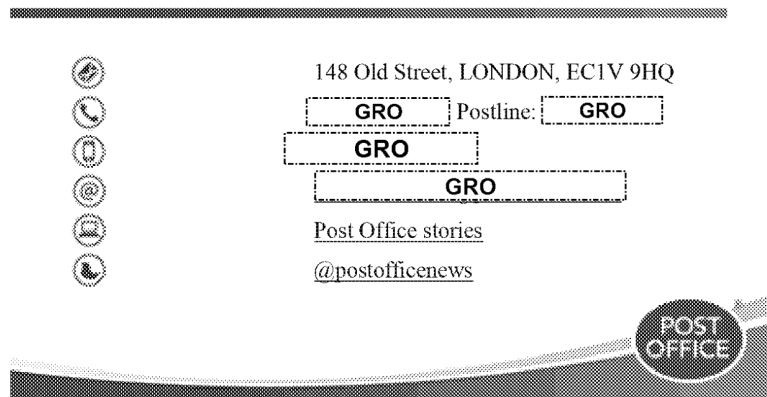 148 Old Street, LONDON, EC1V 9HQ
GRO Postline: GRO
GRO
GRO
Post Office stories
@postofficenews
POST
OFFICE